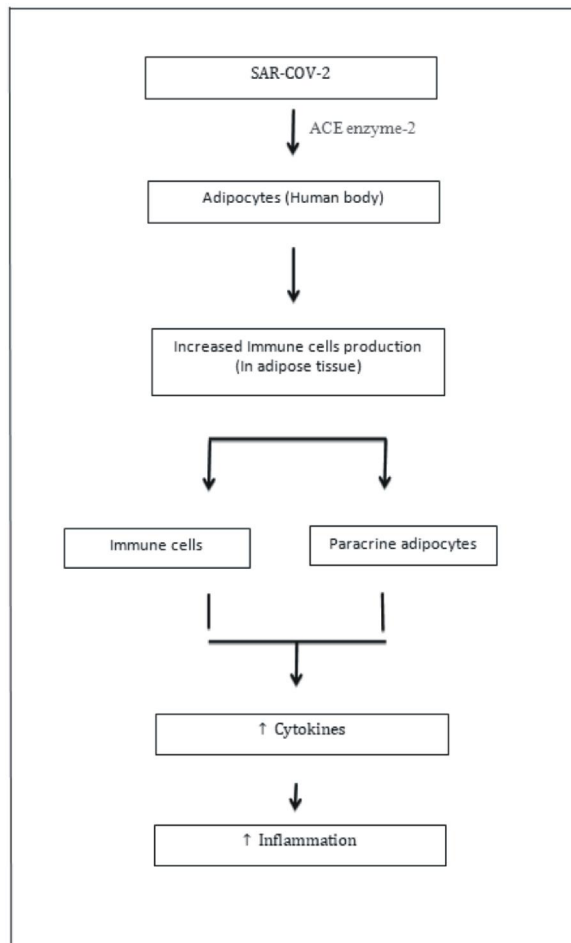 SAR-COV-2
ACE enzyme-2
Adipocytes (Human body)
Increased Immune cells production
(In adipose tissue)
Immune cells
Paracrine adipocytes
↑ Cytokines
↑ Inflammation